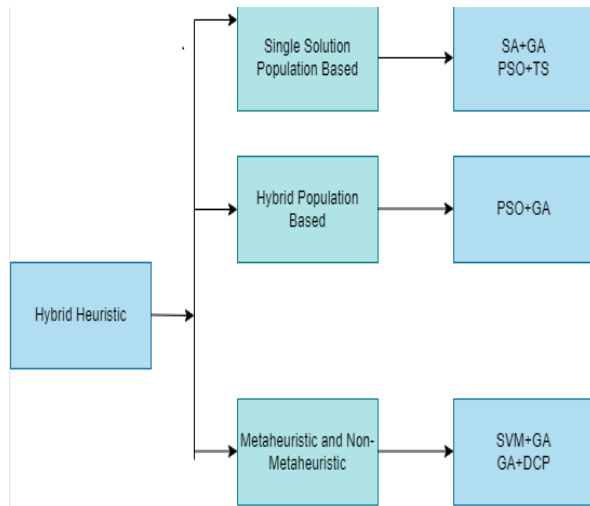 Single Solution
Population Based
SA+GA
PSO+TS
Hybrid Population
Based
PSO+GA
Hybrid Heuristic
Metaheuristic and Non-
Metaheuristic
SVM+GA
GA+DCP